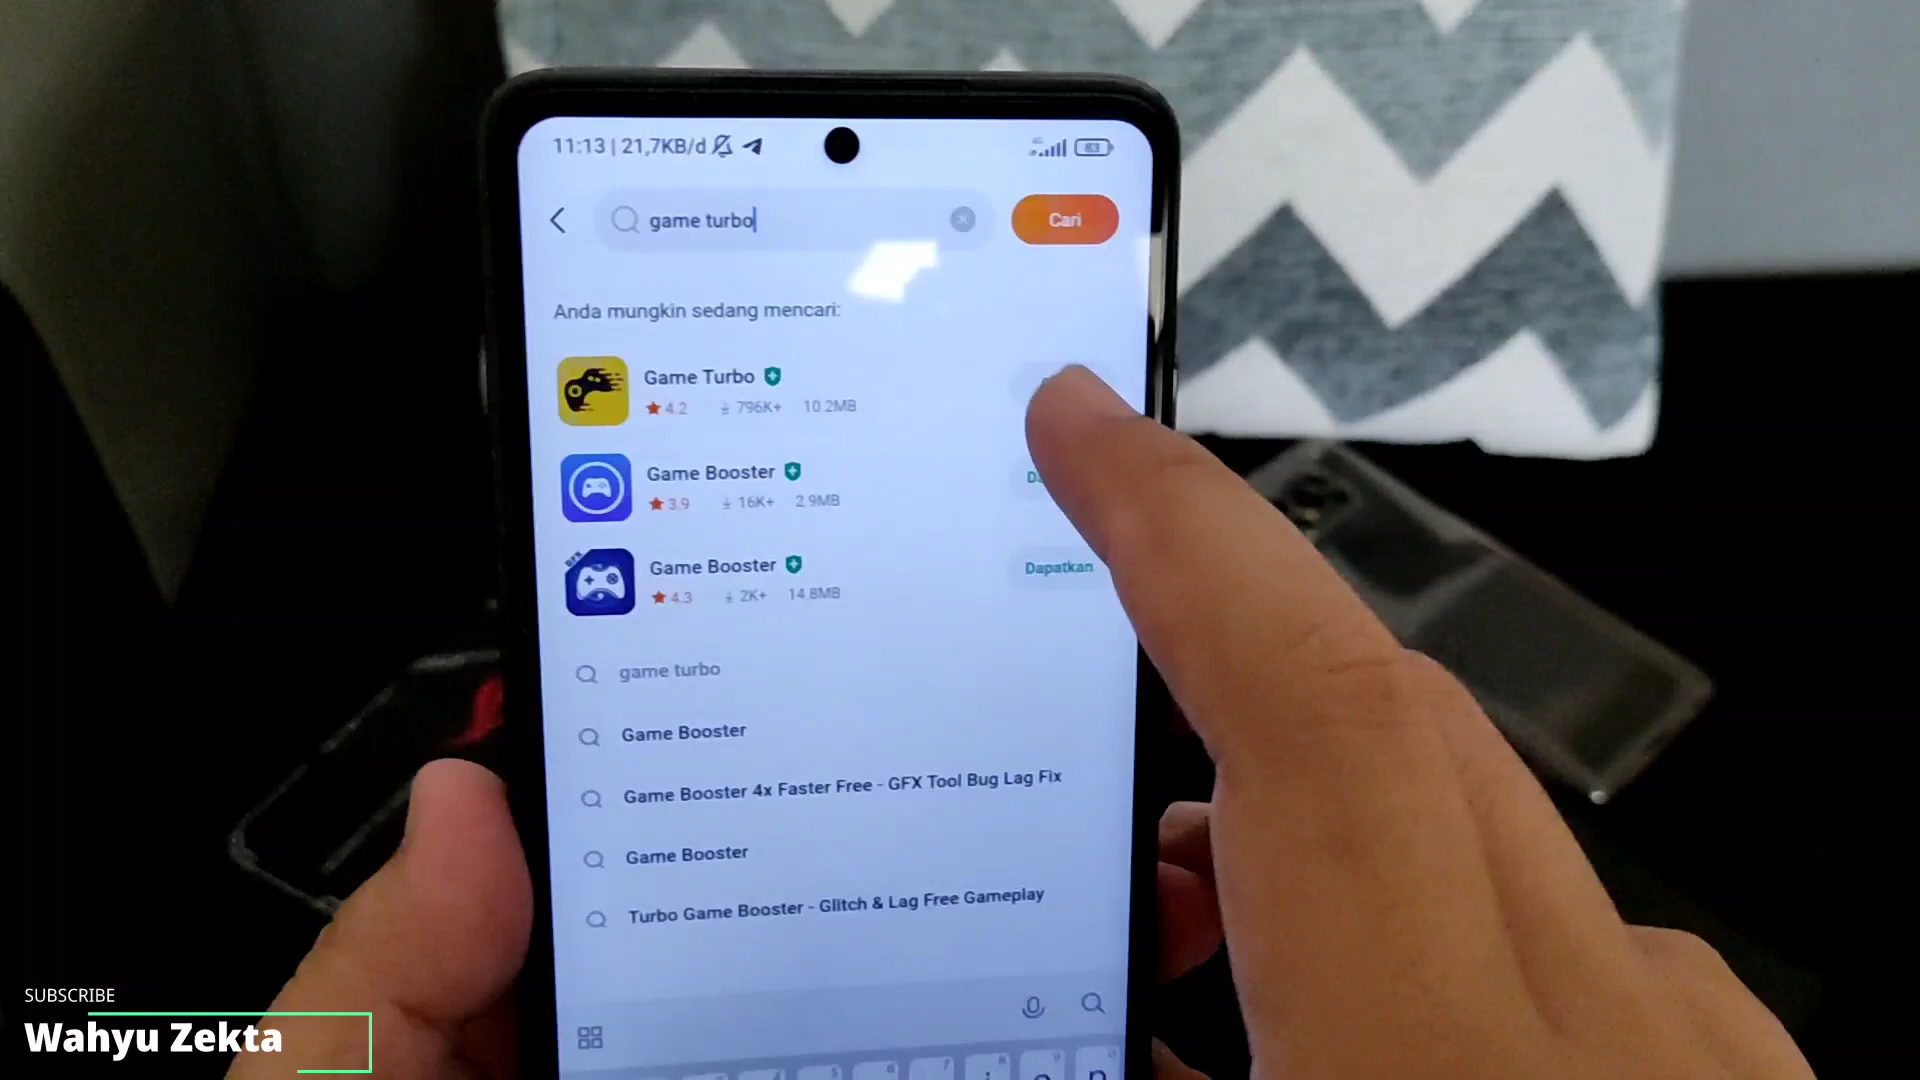 11:13 | 21,7KB/d
83
game turbo
Cari
Anda mungkin sedang mencari:
Game Turbo
4.2 796K+ 10.2MB
Game Booster
3.9 16K+ 2.9MB
Game Booster
4.3 2K+ 14.8MB
Dapatkan
game turbo
Game Booster
Game Booster 4x Faster Free - GFX Tool Bug Lag Fix
Game Booster
Turbo Game Booster - Glitch & Lag Free Gameplay
SUBSCRIBE
Wahyu Zekta